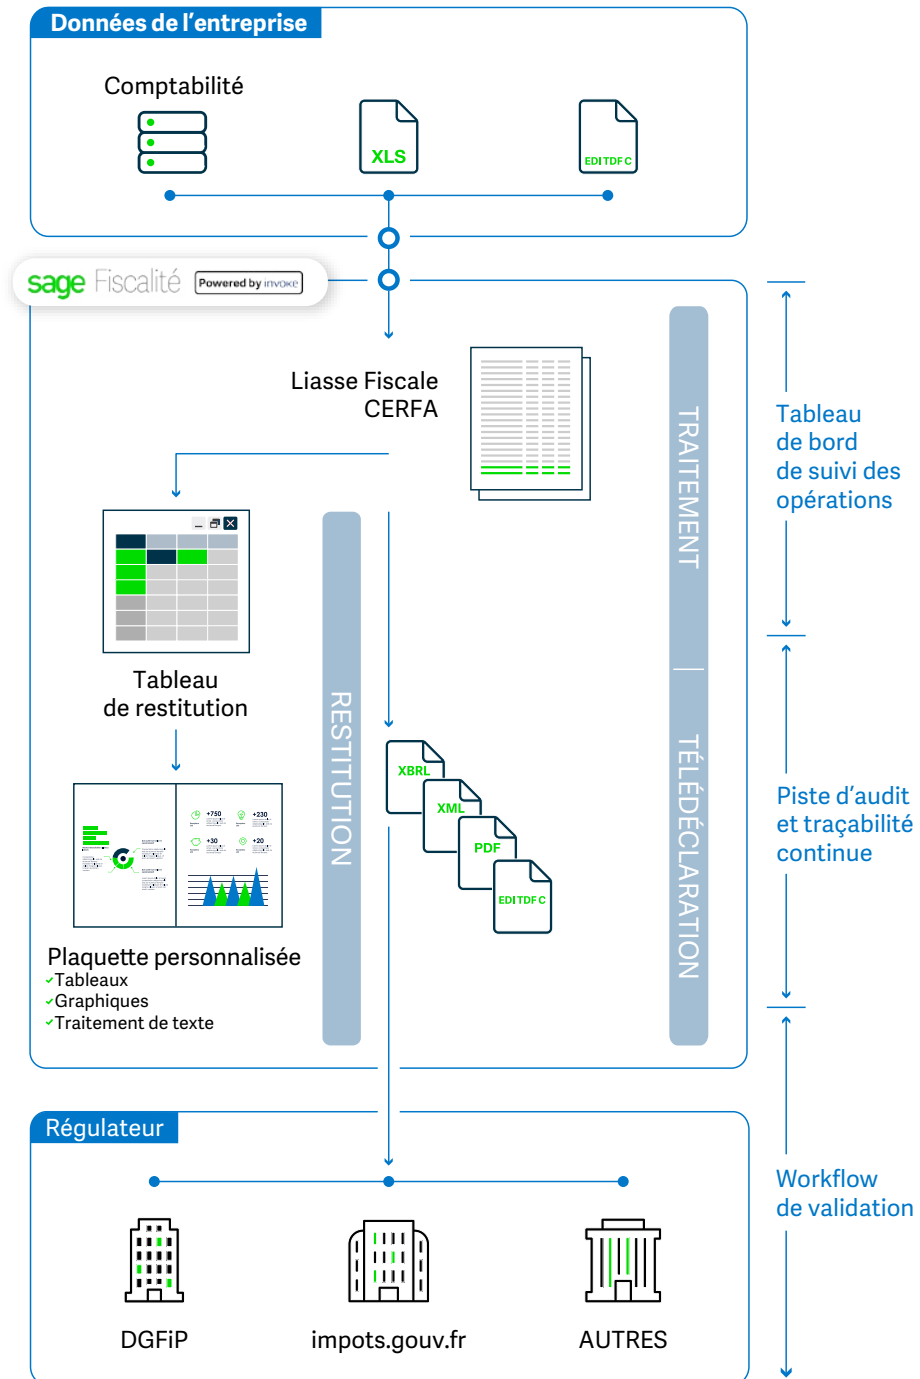 Données de l'entreprise
Comptabilité
XLS
EDITDFC
sage Fiscalité Powered by invoke
Liasse Fiscale
CERFA
TRAITEMENT
Tableau
de bord
de suivi des
opérations
Tableau
de restitution
RESTITUTION
XBRL
XML
PDF
EDITDFC
TÉLÉDÉCLARATION
Piste d'audit
et traçabilité
continue
+750
+230
+30
+20
Plaquette personnalisée
Tableaux
Graphiques
Traitement de texte
Régulateur
Workflow
de validation
DGFiP
impots.gouv.fr
AUTRES